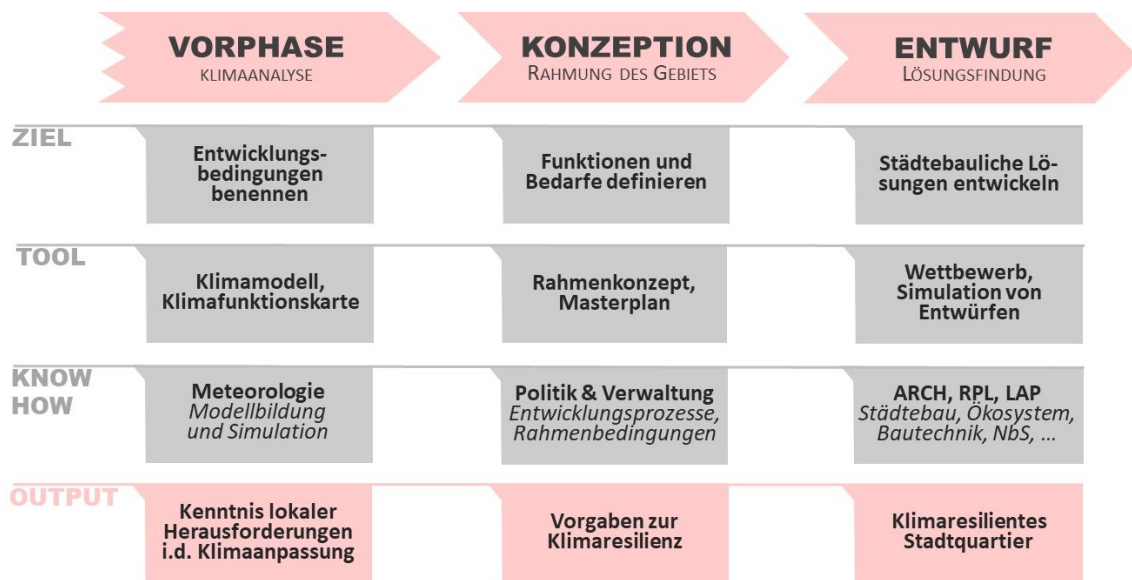 VORPHASE
KLIMAANALYSE
KONZEPTION
RAHMUNG DES GEBIETS
ENTWURF
LÖSUNGSFINDUNG
ZIEL
Entwicklungs-
bedingungen
benennen
Funktionen und
Bedarfe definieren
Städtebauliche Lö-
sungen entwickeln
TOOL
Klimamodell,
Klimafunktionskarte
Rahmenkonzept,
Masterplan
Wettbewerb,
Simulation von
Entwürfen
KNOW
HOW
Meteorologie
Modellbildung
und Simulation
Politik & Verwaltung
Entwicklungsprozesse,
Rahmenbedingungen
ARCH, RPL, LAP
Städtebau, Ökosystem,
Bautechnik, NbS, ...
OUTPUT
Kenntnis lokaler
Herausforderungen
i.d. Klimaanpassung
Vorgaben zur
Klimaresilienz
Klimaresilientes
Stadtquartier